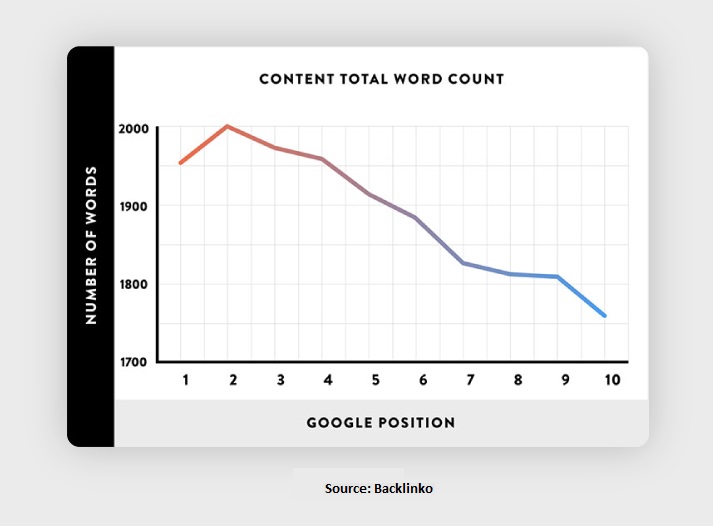 CONTENT TOTAL WORD COUNT
NUMBER OF WORDS
2000
1900
1800
1700
1 2 3 4 5 6 7 8 9 10
GOOGLE POSITION
Source: Backlinko